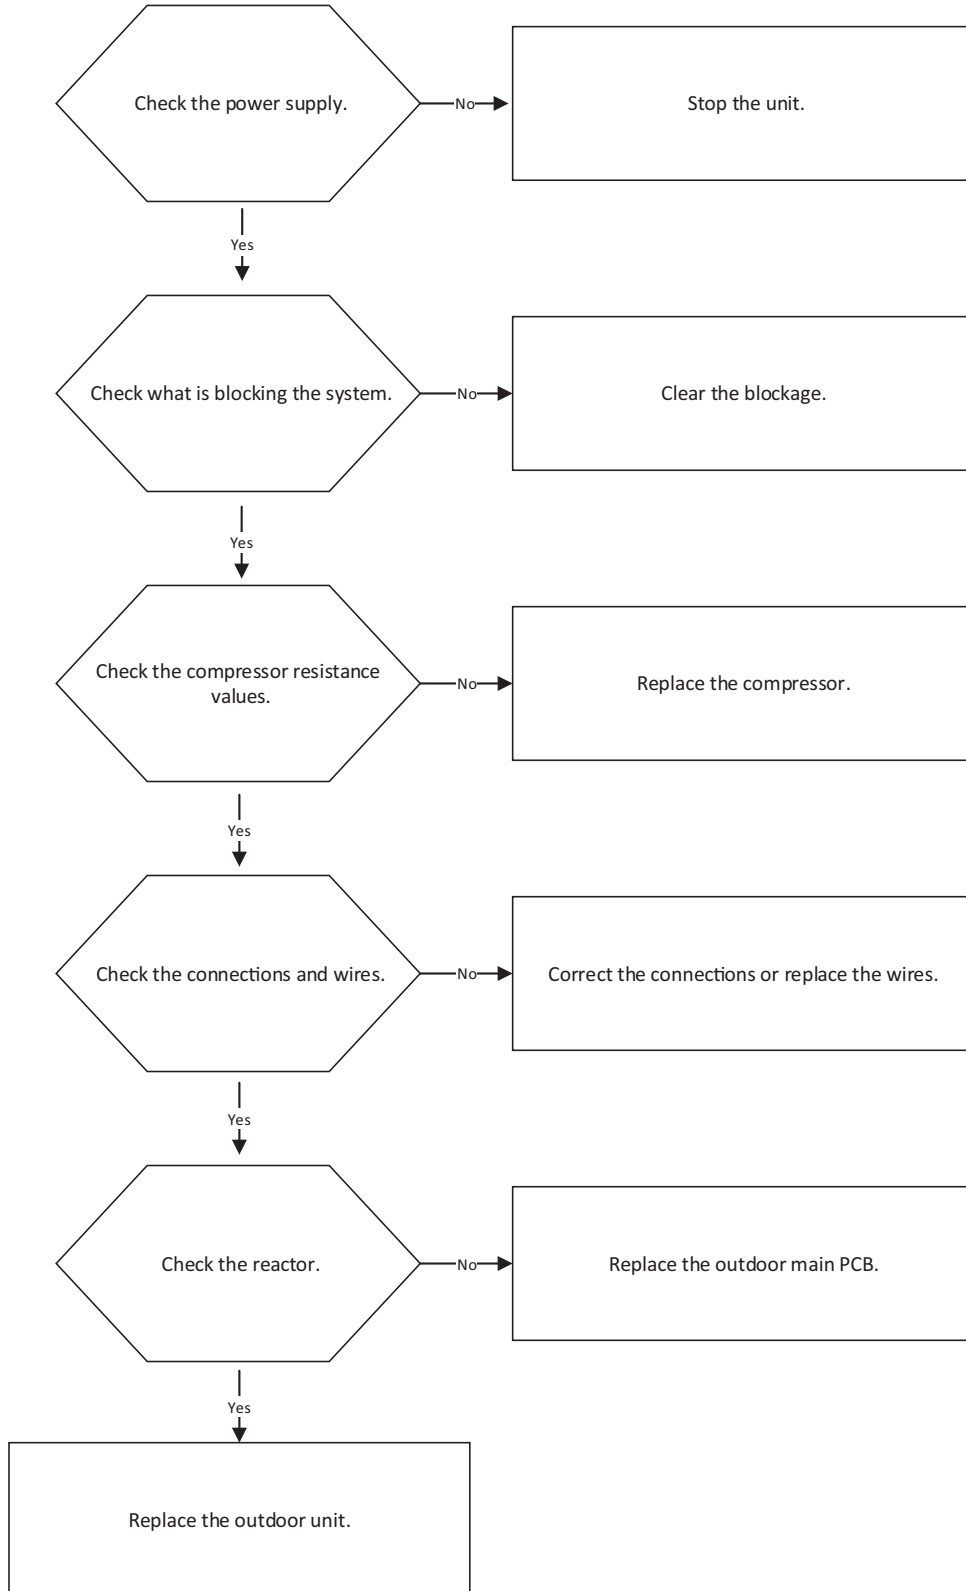 Check the power supply.
No
Stop the unit.
Yes
Check what is blocking the system.
No
Clear the blockage.
Yes
Check the compressor resistance
values.
No
Replace the compressor.
Yes
Check the connections and wires.
No
Correct the connections or replace the wires.
Yes
Check the reactor.
No
Replace the outdoor main PCB.
Yes
Replace the outdoor unit.